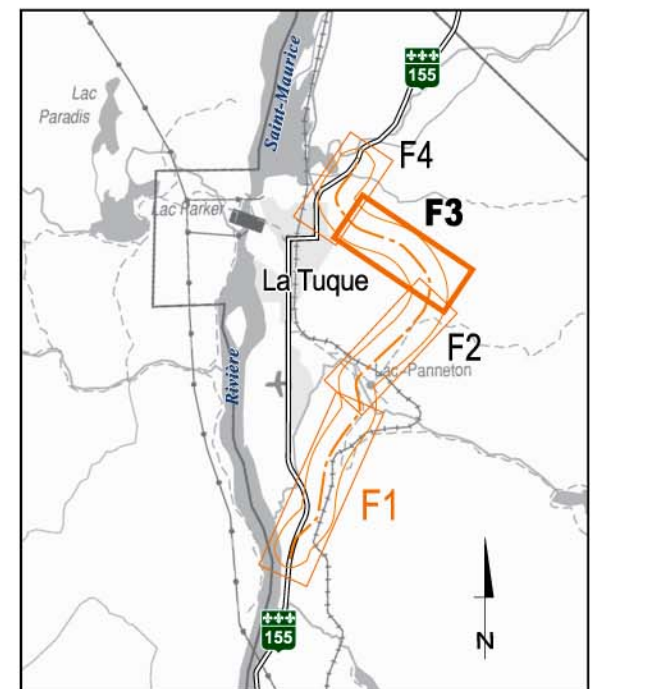 155
Saint-Maurice
Lac
Paradis
F4
Lac Parker
F3
La Tuque
F2
Lac Panneton
Rivière
F1
155
N